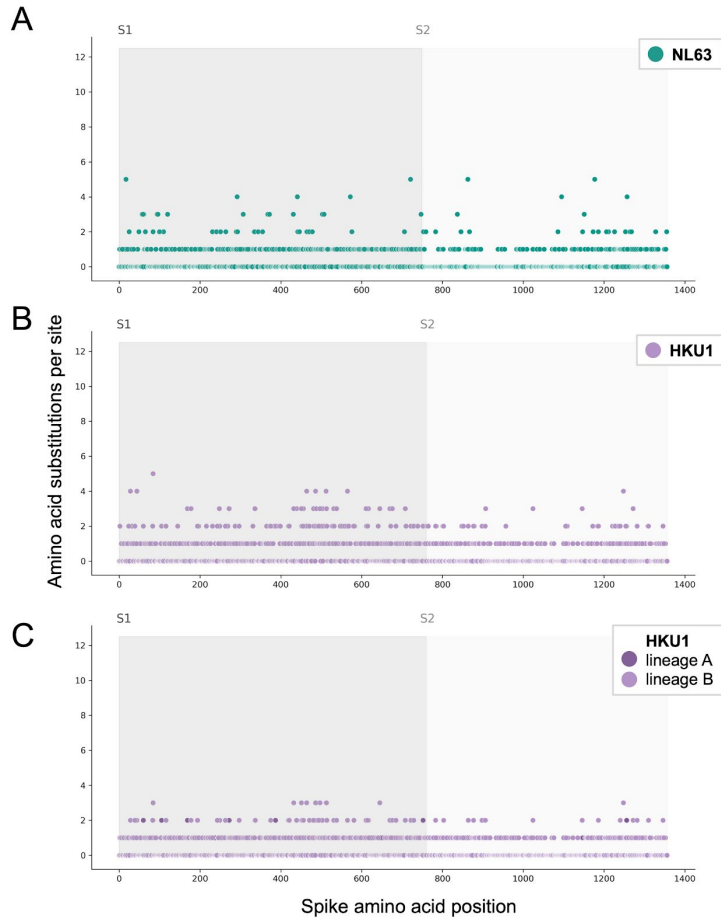 A
S1 S2
NL63
12
10
8
6
4
2
0
0 200 400 600 800 1000 1200 1400
B
S1 S2
HKU1
12
10
8
6
4
2
0
0 200 400 600 800 1000 1200 1400
Amino acid substitutions per site
C
S1 S2
HKU1
lineage A
lineage B
12
10
8
6
4
2
0
0 200 400 600 800 1000 1200 1400
Spike amino acid position